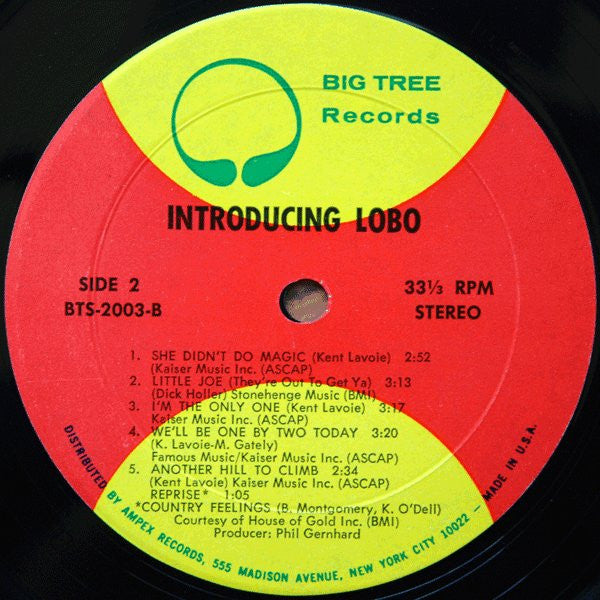 BIG TREE
Records
INTRODUCING LOBO
SIDE 2
BTS-2003-B
33⅓ RPM
STEREO
1. SHE DIDN'T DO MAGIC (Kent Lavoie) 2:52
(Kaiser Music Inc. (ASCAP)
2. LITTLE JOE (They're Out To Get Ya) 3:13
(Dick Holler) Stonehenge Music (BMI)
3. I'M THE ONLY ONE (Kent Lavoie) 3:17
Kaiser Music Inc. (ASCAP)
4. WE'LL BE ONE BY TWO TODAY 3:20
(K. Lavoie-M. Gately)
Famous Music/Kaiser Music Inc. (ASCAP)
5. ANOTHER HILL TO CLIMB 2:34
(Kent Lavoie) Kaiser Music Inc. (ASCAP)
REPRISE* 1:05
*COUNTRY FEELINGS (B. Montgomery, K. O'Dell)
Courtesy of House of Gold Inc. (BMI)
Producer: Phil Gernhard
DISTRIBUTED BY AMPEX RECORDS, 555 MADISON AVENUE, NEW YORK CITY 10022 – MADE IN U.S.A.